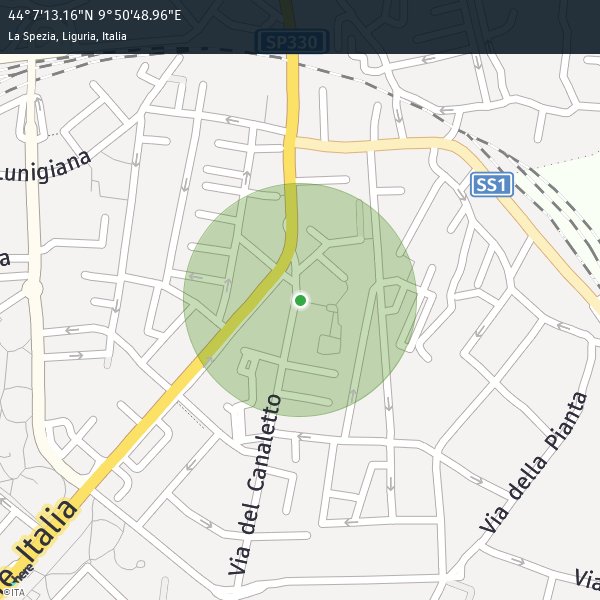 44°7'13.16"N 9°50'48.96"E
La Spezia, Liguria, Italia
SP330
Lunigiana
SS1
a
Via del Canaletto
Via della Pianta
e Italia
Via
here
©ITA